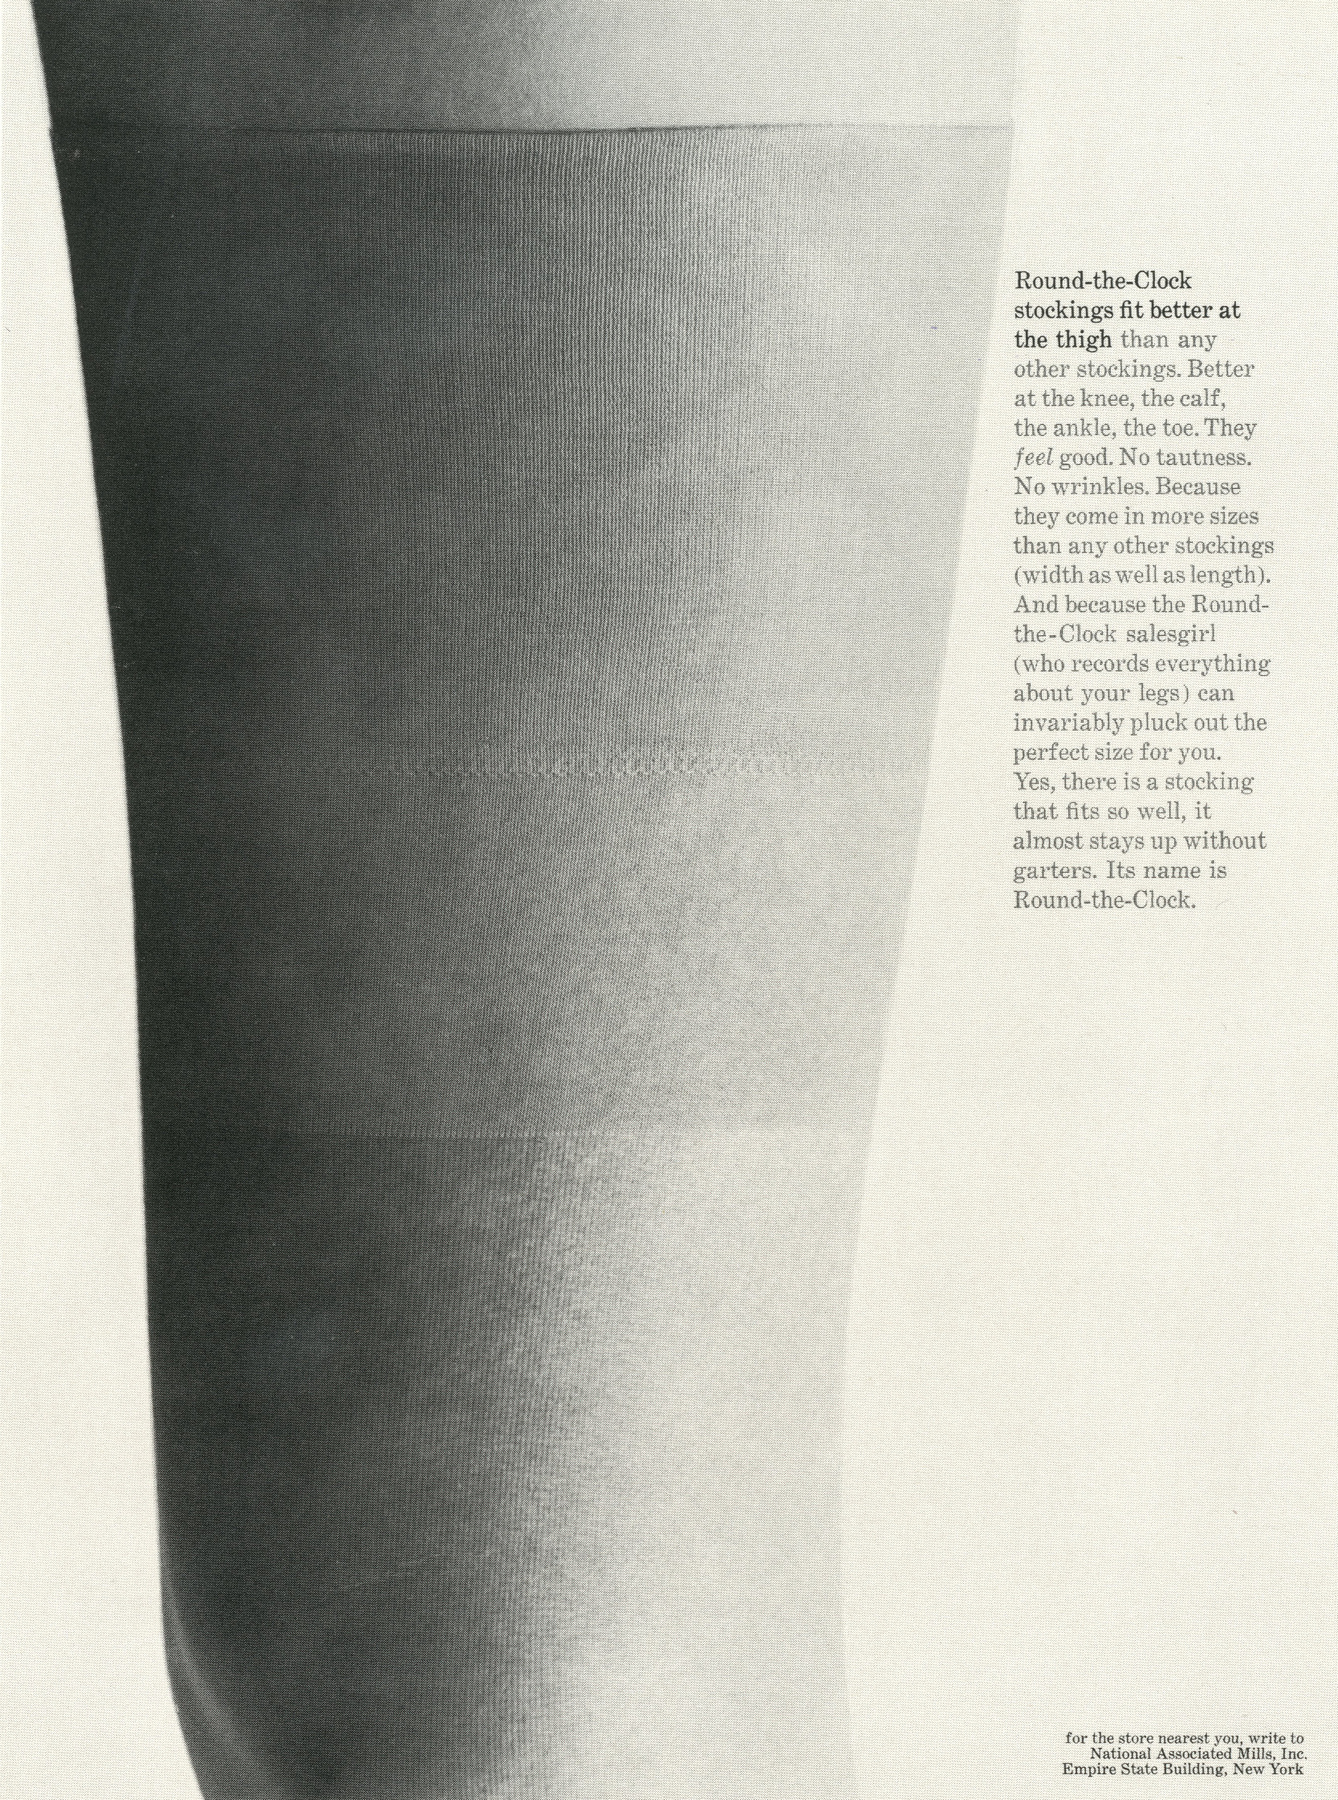 Round-the-Clock
stockings fit better at
the thigh than any
other stockings. Better
at the knee, the calf,
the ankle, the toe. They
feel good. No tautness.
No wrinkles. Because
they come in more sizes
than any other stockings
(width as well as length).
And because the Round-
the-Clock salesgirl
(who records everything
about your legs) can
invariably pluck out the
perfect size for you.
Yes, there is a stocking
that fits so well, it
almost stays up without
garters. Its name is
Round-the-Clock.
for the store nearest you, write to
National Associated Mills, Inc.
Empire State Building, New York